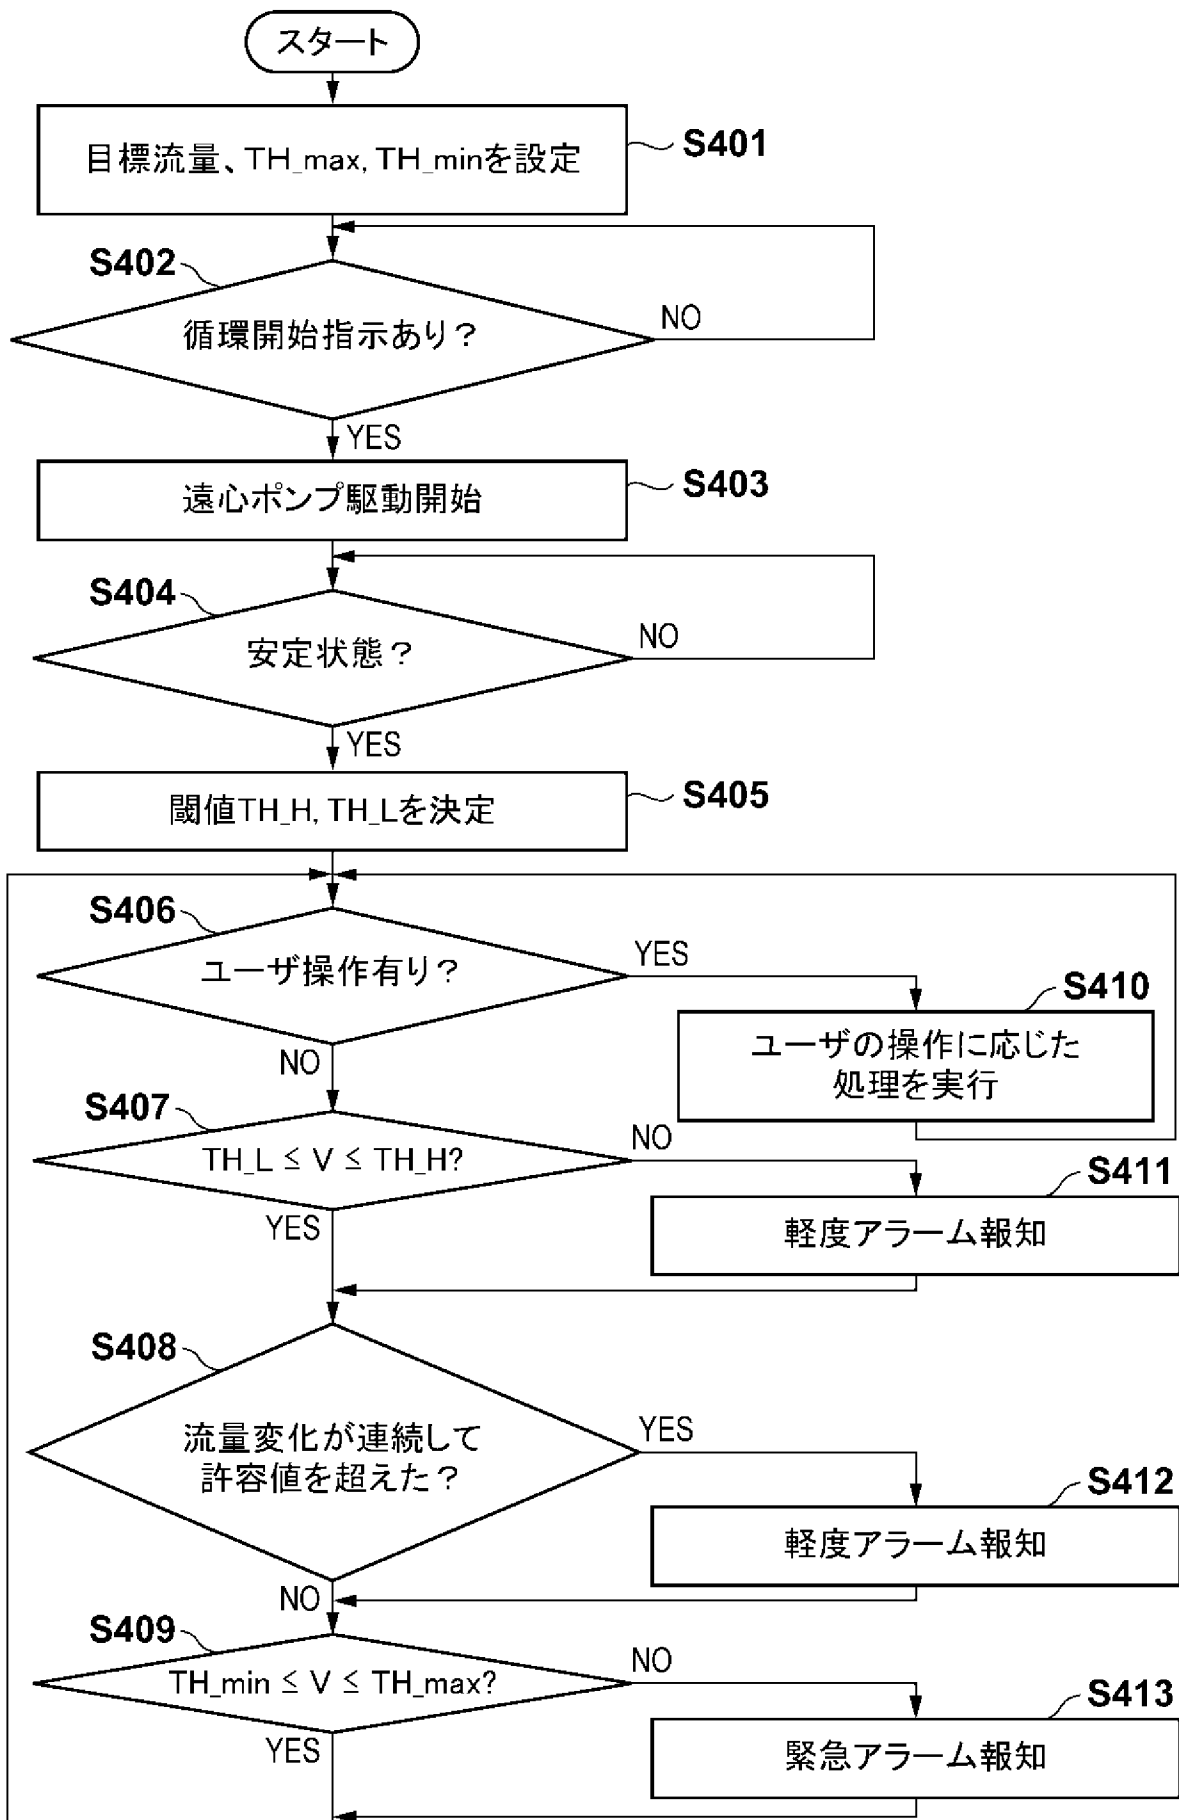 スタート
目標流量、TH_max, TH_minを設定
S401
S402
循環開始指示あり？
NO
YES
遠心ポンプ駆動開始
S403
S404
安定状態？
NO
YES
閾値TH_H, TH_Lを決定
S405
S406
ユーザ操作有り？
YES
NO
S410
ユーザの操作に応じた
処理を実行
S407
TH_L ≦ V ≦ TH_H?
NO
YES
S411
軽度アラーム報知
S408
流量変化が連続して
許容値を超えた？
YES
NO
S412
軽度アラーム報知
S409
TH_min ≦ V ≦ TH_max?
NO
YES
S413
緊急アラーム報知